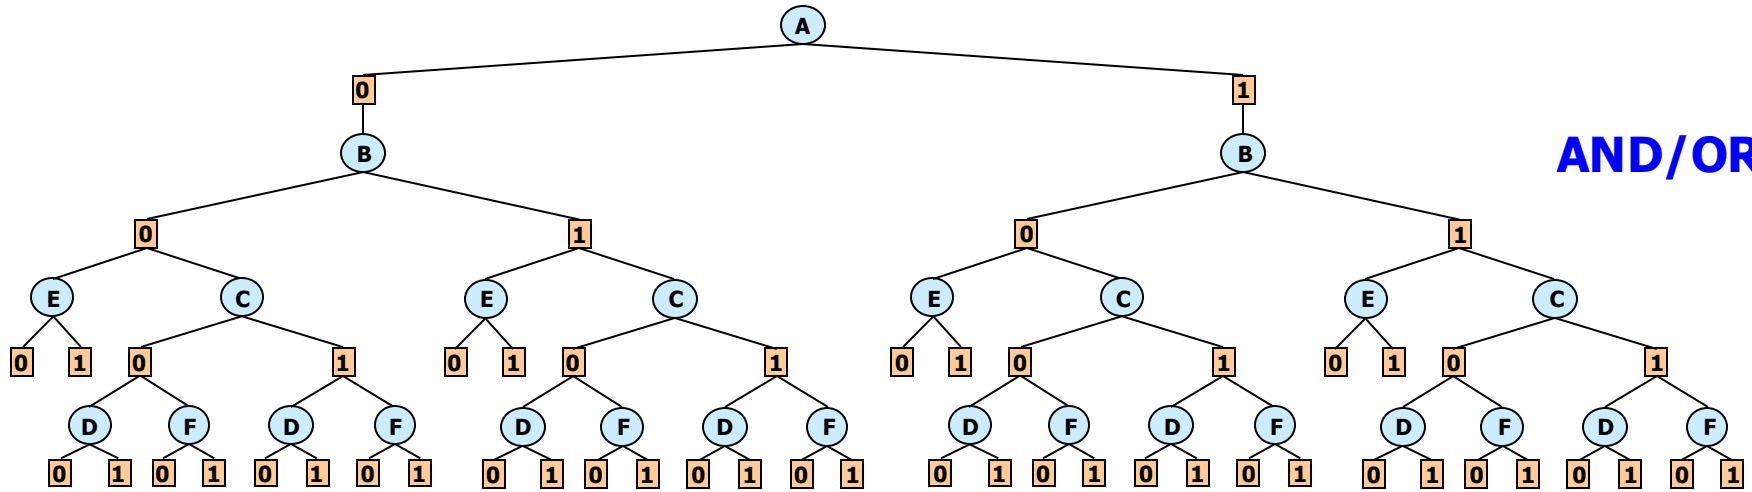 A
0 1
B B
AND/OR
0 1 0 1
E C E C E C E C
0 1 0 1 0 1 0 1 0 1 0 1 0 1 0 1
D F D F D F D F D F D F D F D F
0 1 0 1 0 1 0 1 0 1 0 1 0 1 0 1 0 1 0 1 0 1 0 1 0 1 0 1 0 1 0 1